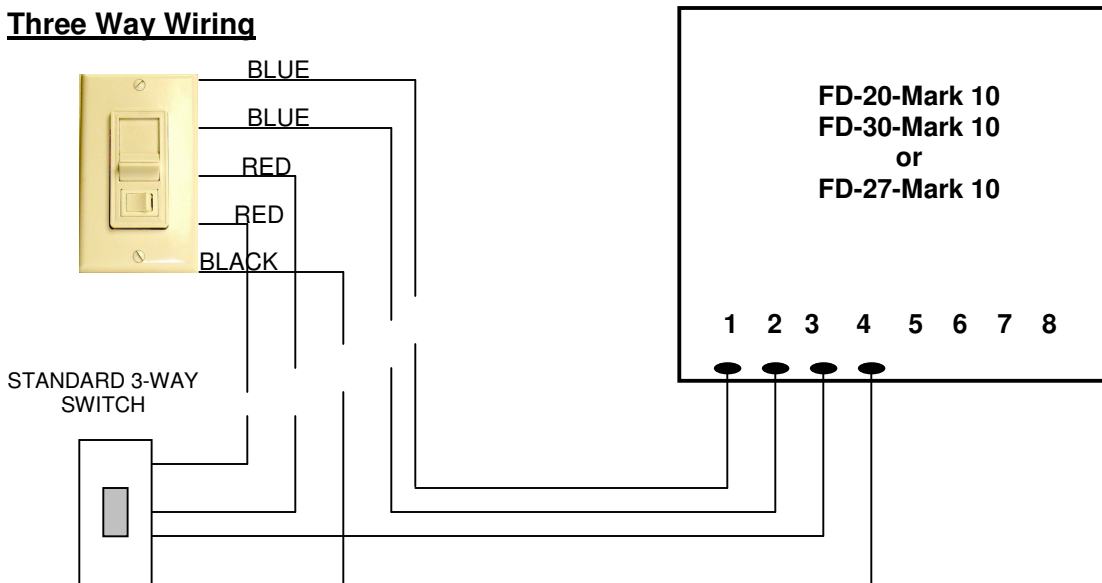 Three Way Wiring
BLUE
BLUE
RED
RED
BLACK
STANDARD 3-WAY
SWITCH
FD-20-Mark 10
FD-30-Mark 10
or
FD-27-Mark 10
1 2 3 4 5 6 7 8